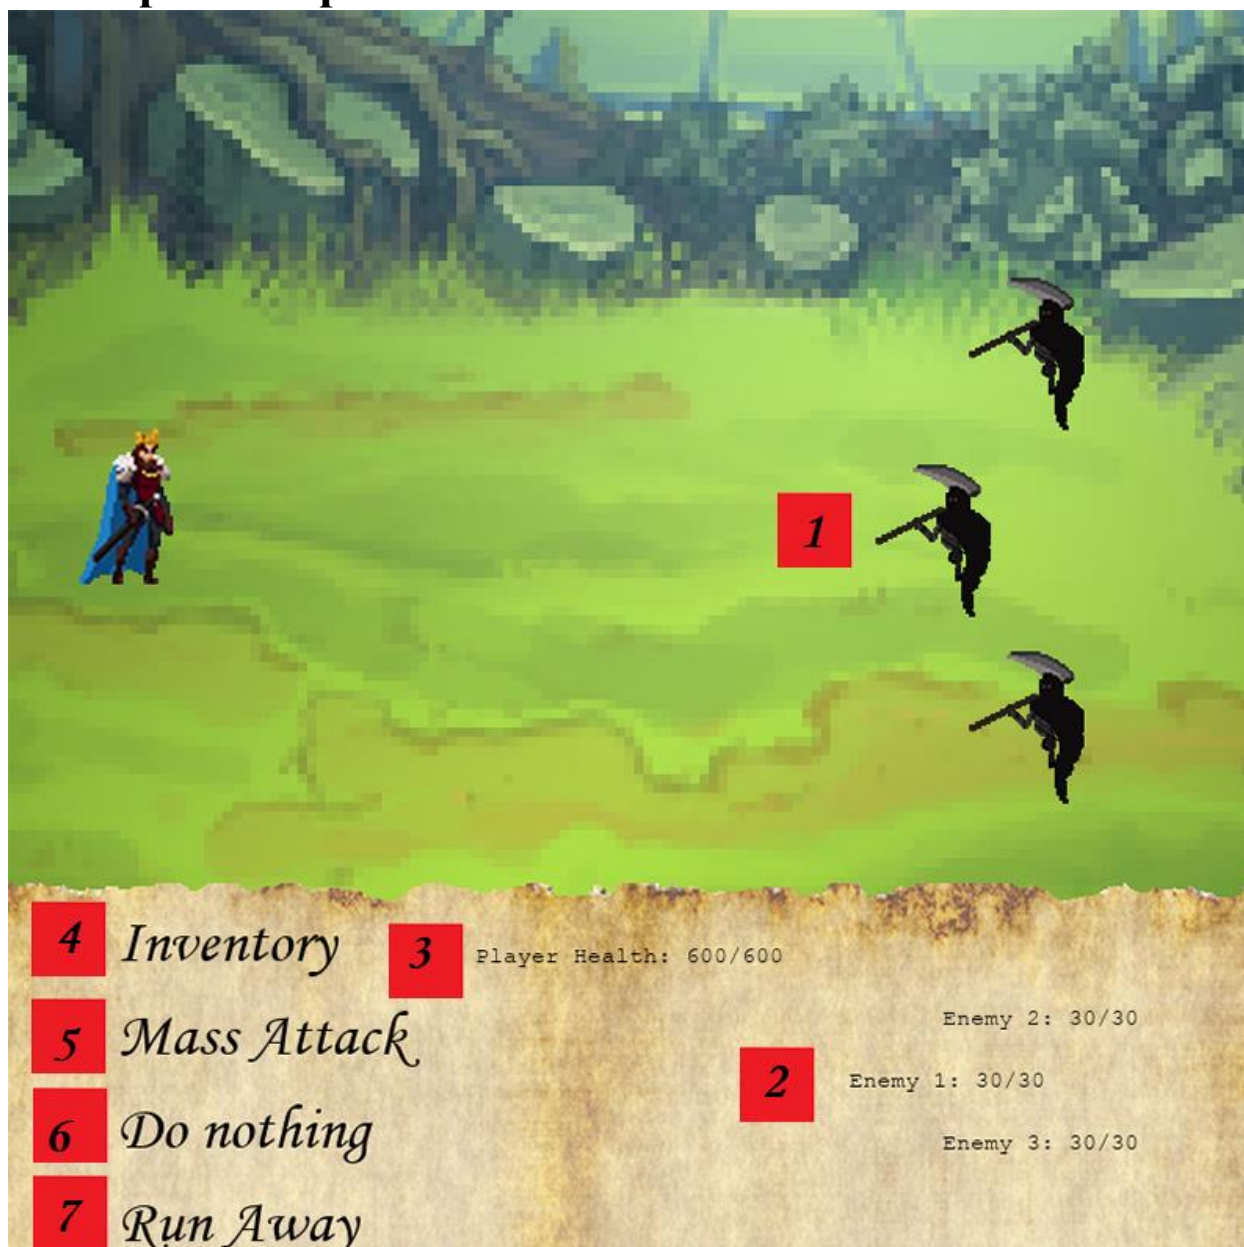 1
4 Inventory
3 Player Health: 600/600
Enemy 2: 30/30
5 Mass Attack
2 Enemy 1: 30/30
6 Do nothing
Enemy 3: 30/30
7 Run Away